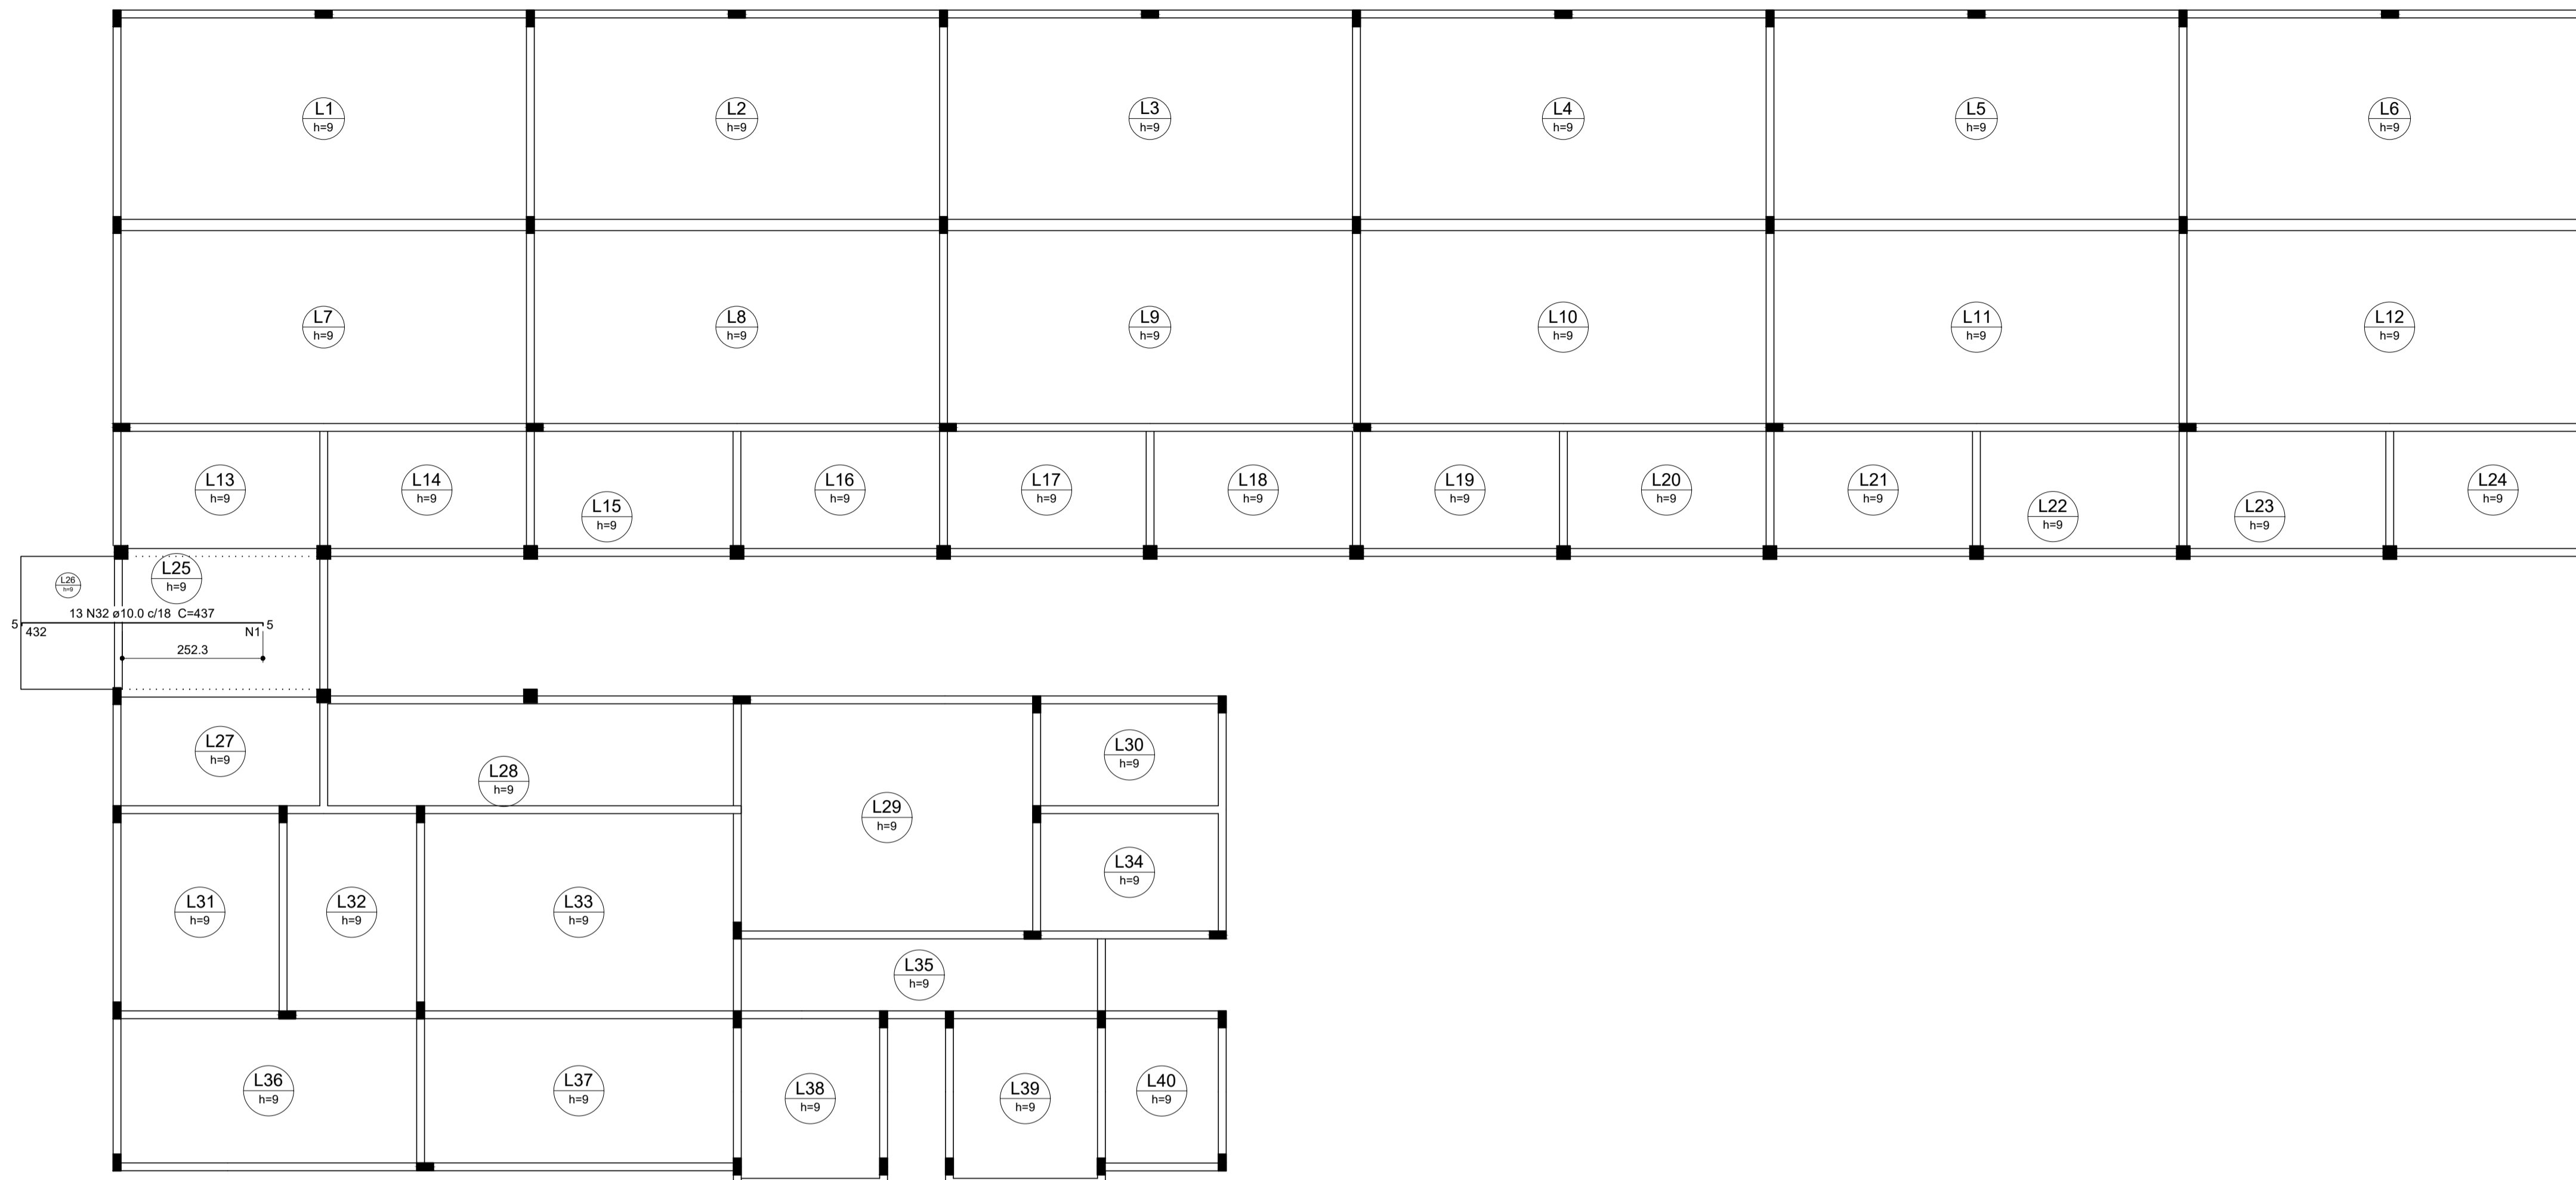 L1
h=9
L2
h=9
L3
h=9
L4
h=9
L5
h=9
L6
h=9
L7
h=9
L8
h=9
L9
h=9
L10
h=9
L11
h=9
L12
h=9
L13
h=9
L14
h=9
L15
h=9
L16
h=9
L17
h=9
L18
h=9
L19
h=9
L20
h=9
L21
h=9
L22
h=9
L23
h=9
L24
h=9
L25
h=9
L26
h=9
13 N32 ø10.0 c/18 C=437
5
432
N1
5
252.3
L27
h=9
L28
h=9
L29
h=9
L30
h=9
L31
h=9
L32
h=9
L33
h=9
L34
h=9
L35
h=9
L36
h=9
L37
h=9
L38
h=9
L39
h=9
L40
h=9